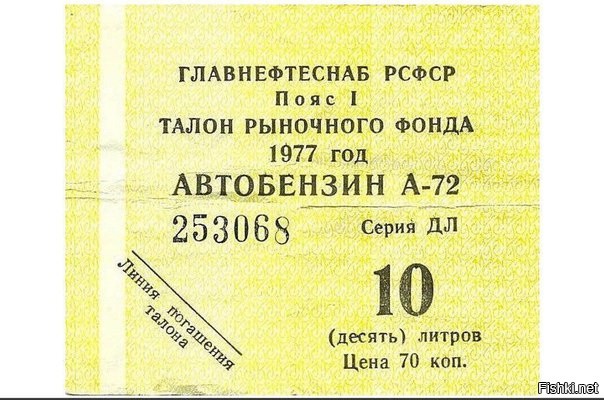 ГЛАВНЕФТЕСНАБ РСФСР
Пояс I
ТАЛОН РЫНОЧНОГО ФОНДА
1977 год
АВТОБЕНЗИН А-72
253068 Серия ДЛ
Линия погашения
талона
10
(десять) литров
Цена 70 коп.
Fishki.net